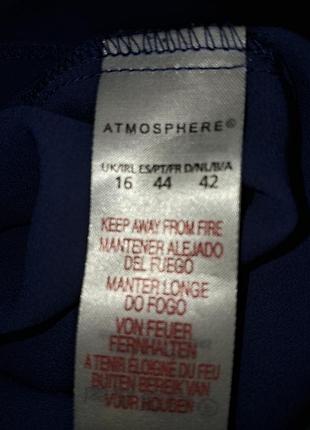 ATMOSPHERE®
UK/IRL ES/PT/FR D/NL/B/A
16 44 42
KEEP AWAY FROM FIRE
MANTENER ALEJADO
DEL FUEGO
MANTER LONGE
DO FOGO
VON FEUER
FERNHALTEN
A TENIR ELOIGNE DU FEU
BUITEN BEREIK VAN
VUUR HOUDEN